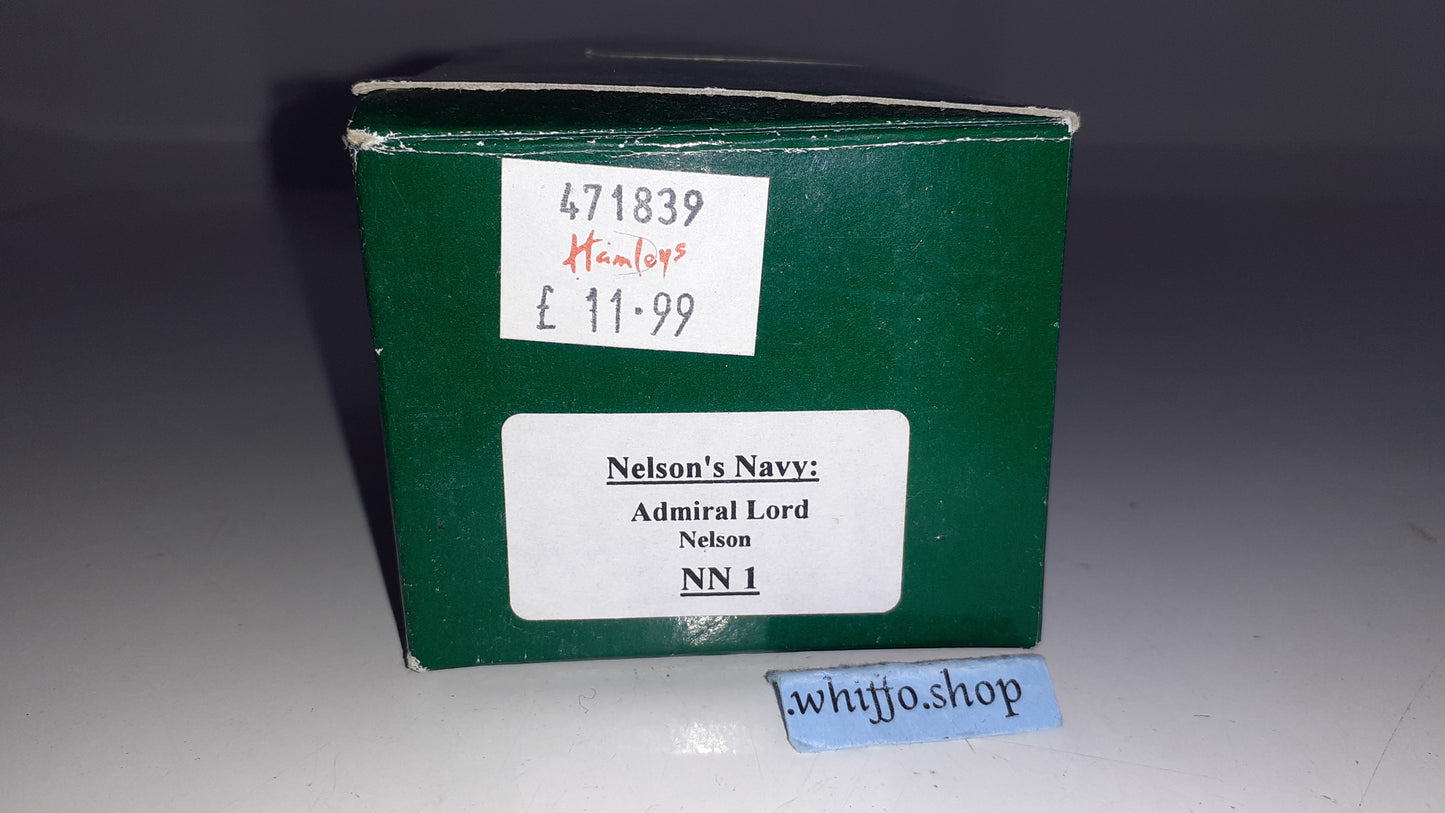 471839
Hamleys
£ 11.99
Nelson's Navy:
Admiral Lord
Nelson
NN 1
.whiffo.shop